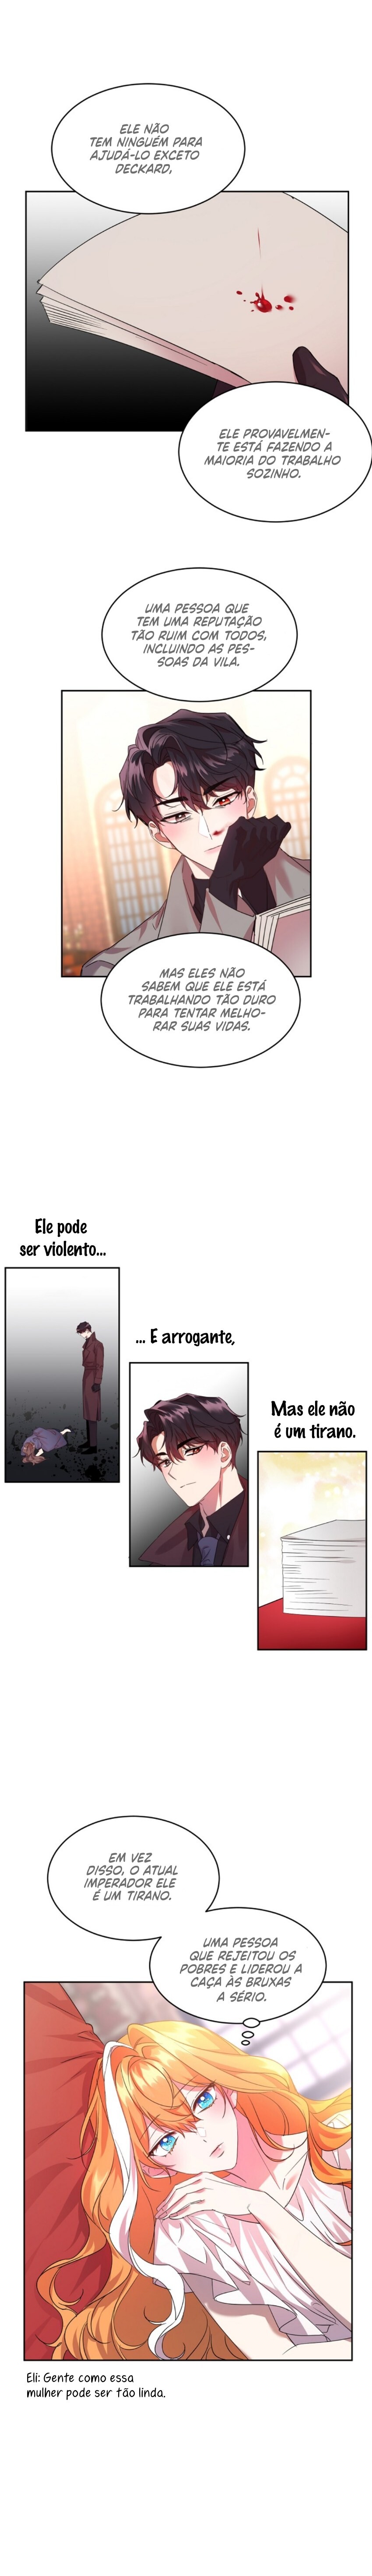 ELE NÃO
TEM NINGUÉM PARA
AJUDÁ-LO EXCETO
DECKARD,
ELE PROVAVELMEN-
TE ESTÁ FAZENDO A
MAIORIA DO TRABALHO
SOZINHO.
UMA PESSOA QUE
TEM UMA REPUTAÇÃO
TÃO RUIM COM TODOS,
INCLUINDO AS PES-
SOAS DA VILA.
MAS ELES NÃO
SABEM QUE ELE ESTÁ
TRABALHANDO TÃO DURO
PARA TENTAR MELHO-
RAR SUAS VIDAS.
Ele pode
ser violento...
... E arrogante,
Mas ele não
é um tirano.
EM VEZ
DISSO, O ATUAL
IMPERADOR ELE
É UM TIRANO.
UMA PESSOA
QUE REJEITOU OS
POBRES E LIDEROU A
CAÇA ÀS BRUXAS
A SÉRIO.
Eli: Gente como essa
mulher pode ser tão linda.